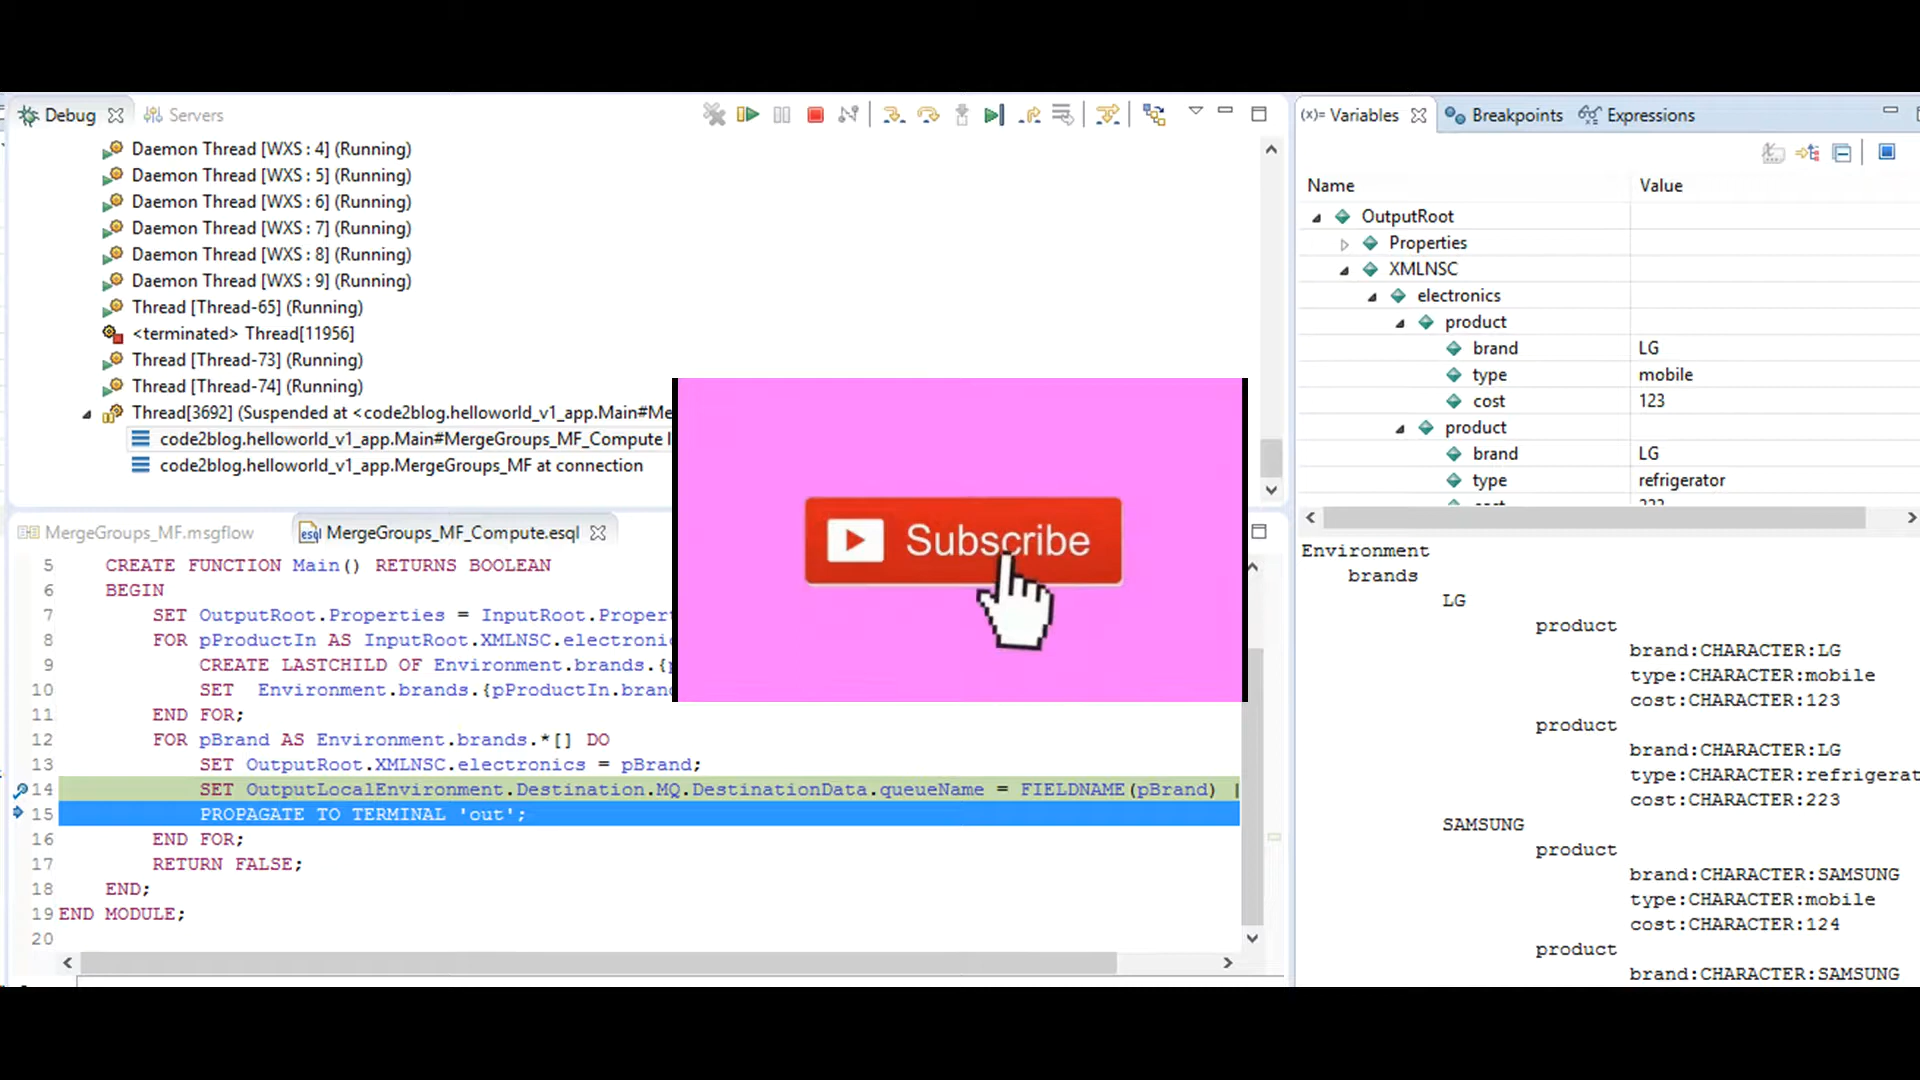 Debug
Servers
Daemon Thread [WXS : 4] (Running)
Daemon Thread [WXS : 5] (Running)
Daemon Thread [WXS : 6] (Running)
Daemon Thread [WXS : 7] (Running)
Daemon Thread [WXS : 8] (Running)
Daemon Thread [WXS : 9] (Running)
Thread [Thread-65] (Running)
<terminated> Thread[11956]
Thread [Thread-73] (Running)
Thread [Thread-74] (Running)
Thread[3692] (Suspended at <code2blog.helloworld_v1_app.Main#Me
code2blog.helloworld_v1_app.Main#MergeGroups_MF_Compute l
code2blog.helloworld_v1_app.MergeGroups_MF at connection
MergeGroups_MF.msgflow
esql MergeGroups_MF_Compute.esql
5 CREATE FUNCTION Main() RETURNS BOOLEAN
6 BEGIN
7 SET OutputRoot.Properties = InputRoot.Propert
8 FOR pProductIn AS InputRoot.XMLNSC.electroni
9 CREATE LASTCHILD OF Environment.brands.{p
10 SET Environment.brands.{pProductIn.bran
11 END FOR;
12 FOR pBrand AS Environment.brands.*[] DO
13 SET OutputRoot.XMLNSC.electronics = pBrand;
14 SET OutputLocalEnvironment.Destination.MQ.DestinationData.queueName = FIELDNAME(pBrand) |
15 PROPAGATE TO TERMINAL 'out';
16 END FOR;
17 RETURN FALSE;
18 END;
19 END MODULE;
20
Subscribe
(x)= Variables
Breakpoints
Expressions
Name Value
OutputRoot
Properties
XMLNSC
electronics
product
brand LG
type mobile
cost 123
product
brand LG
type refrigerator
cost 223
Environment
brands
LG
product
brand:CHARACTER:LG
type:CHARACTER:mobile
cost:CHARACTER:123
product
brand:CHARACTER:LG
type:CHARACTER:refrigerat
cost:CHARACTER:223
SAMSUNG
product
brand:CHARACTER:SAMSUNG
type:CHARACTER:mobile
cost:CHARACTER:124
product
brand:CHARACTER:SAMSUNG